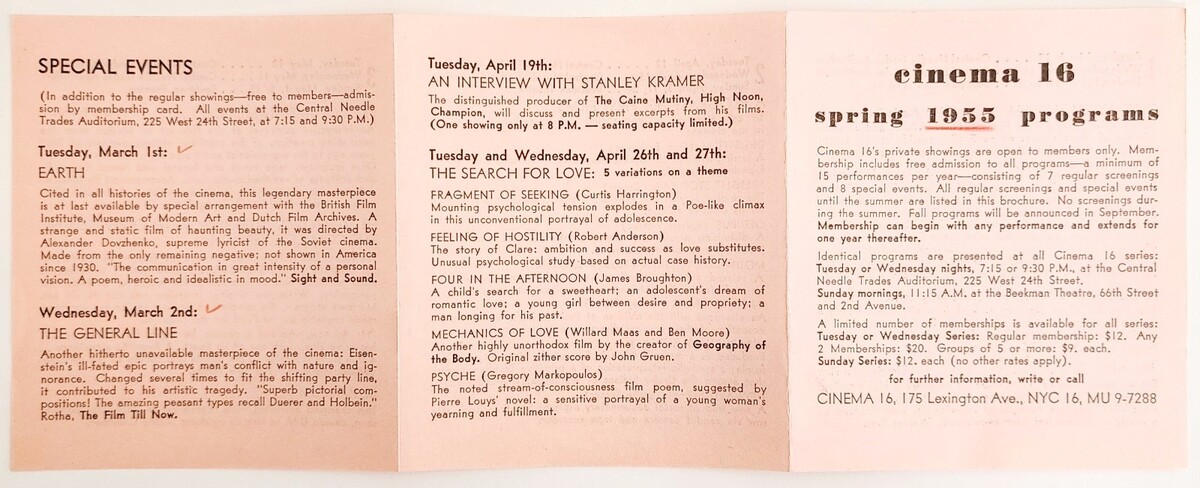 SPECIAL EVENTS
(In addition to the regular showings—free to members—admis-
sion by membership card. All events at the Central Needle
Trades Auditorium, 225 West 24th Street, at 7:15 and 9:30 P.M.)
Tuesday, March 1st:
EARTH
Cited in all histories of the cinema, this legendary masterpiece
is at last available by special arrangement with the British Film
Institute, Museum of Modern Art and Dutch Film Archives. A
strange and static film of haunting beauty, it was directed by
Alexander Dovzhenko, supreme lyricist of the Soviet cinema.
Made from the only remaining negative; not shown in America
since 1930. "The communication in great intensity of a personal
vision. A poem, heroic and idealistic in mood." Sight and Sound.
Wednesday, March 2nd:
THE GENERAL LINE
Another hitherto unavailable masterpiece of the cinema: Eisen-
stein's ill-fated epic portrays man's conflict with nature and ig-
norance. Changed several times to fit the shifting party line,
it contributed to his artistic tragedy. "Superb pictorial com-
positions! The amazing peasant types recall Duerer and Holbein."
Rotha, The Film Till Now.
Tuesday, April 19th:
AN INTERVIEW WITH STANLEY KRAMER
The distinguished producer of The Caine Mutiny, High Noon,
Champion, will discuss and present excerpts from his films.
(One showing only at 8 P.M. — seating capacity limited.)
Tuesday and Wednesday, April 26th and 27th:
THE SEARCH FOR LOVE: 5 variations on a theme
FRAGMENT OF SEEKING (Curtis Harrington)
Mounting psychological tension explodes in a Poe-like climax
in this unconventional portrayal of adolescence.
FEELING OF HOSTILITY (Robert Anderson)
The story of Clare: ambition and success as love substitutes.
Unusual psychological study based on actual case history.
FOUR IN THE AFTERNOON (James Broughton)
A child's search for a sweetheart; an adolescent's dream of
romantic love; a young girl between desire and propriety; a
man longing for his past.
MECHANICS OF LOVE (Willard Maas and Ben Moore)
Another highly unorthodox film by the creator of Geography of
the Body. Original zither score by John Gruen.
PSYCHE (Gregory Markopoulos)
The noted stream-of-consciousness film poem, suggested by
Pierre Louys' novel: a sensitive portrayal of a young woman's
yearning and fulfillment.
cinema 16
spring 1955 programs
Cinema 16's private showings are open to members only. Mem-
bership includes free admission to all programs—a minimum of
15 performances per year—consisting of 7 regular screenings
and 8 special events. All regular screenings and special events
until the summer are listed in this brochure. No screenings dur-
ing the summer. Fall programs will be announced in September.
Membership can begin with any performance and extends for
one year thereafter.
Identical programs are presented at all Cinema 16 series:
Tuesday or Wednesday nights, 7:15 or 9:30 P.M., at the Central
Needle Trades Auditorium, 225 West 24th Street.
Sunday mornings, 11:15 A.M. at the Beekman Theatre, 66th Street
and 2nd Avenue.
A limited number of memberships is available for all series:
Tuesday or Wednesday Series: Regular membership: $12. Any
2 Memberships: $20. Groups of 5 or more: $9. each.
Sunday Series: $12. each (no other rates apply).
for further information, write or call
CINEMA 16, 175 Lexington Ave., NYC 16, MU 9-7288